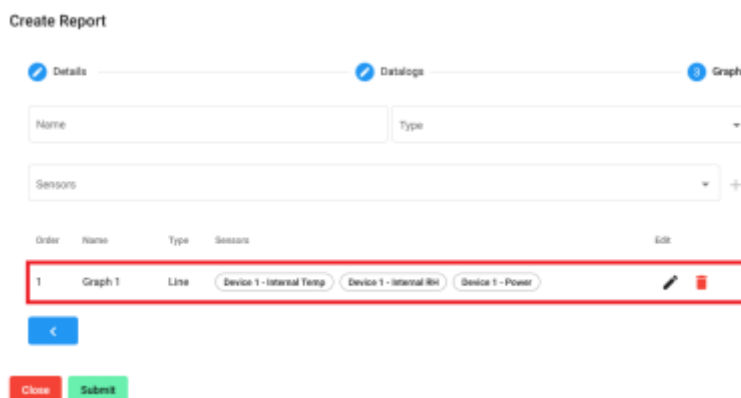 Create Report
Details Datalogs 3 Graph
Name Type
Sensors
Order Name Type Sensors Edit
1 Graph 1 Line Device 1 - Internal Temp Device 1 - Internal RH Device 1 - Power
Close Submit